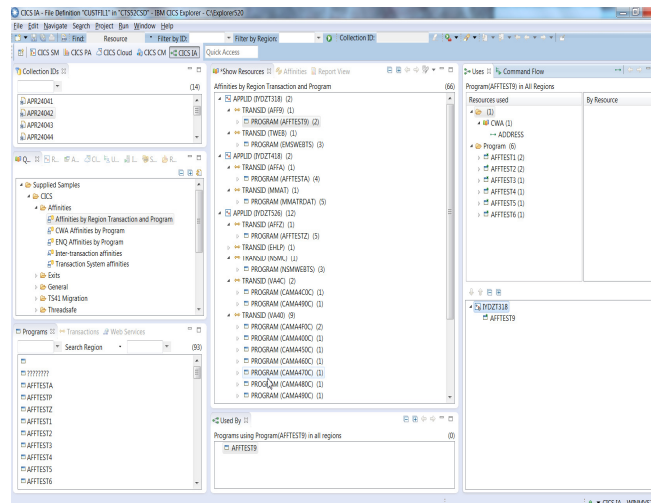 CICS IA - File Definition "CUSTFIL1" in "CTS52CSD" - IBM CICS Explorer - C:\Explorer520
File Edit Navigate Search Project Run Window Help
Find: Resource Filter by ID: Filter by Region: Collection ID:
CICS SM CICS PA CICS Cloud CICS CM CICS IA Quick Access
Collection IDs
(14)
APR24041
APR24042
APR24043
APR24044
Supplied Samples
CICS
Affinities
Affinities by Region Transaction and Program
CWA Affinities by Program
ENQ Affinities by Program
Inter-transaction affinities
Transaction System affinities
Exits
General
TS41 Migration
Threadsafe
Programs Transactions Web Services
Search Region (93)
????????
AFFTESTA
AFFTESTP
AFFTESTZ
AFFTEST1
AFFTEST2
AFFTEST3
AFFTEST4
AFFTEST5
AFFTEST6
*Show Resources Affinities Report View
Affinities by Region Transaction and Program (66)
APPLID (IYDZT318) (2)
TRANSID (AFF9) (1)
PROGRAM (AFFTEST9) (2)
TRANSID (TWEB) (1)
PROGRAM (EMSWEBTS) (3)
APPLID (IYDZT418) (2)
TRANSID (AFFA) (1)
PROGRAM (AFFTESTA) (4)
TRANSID (MMAT) (1)
PROGRAM (MMATRDAT) (5)
APPLID (IYDZT526) (12)
TRANSID (AFFZ) (1)
PROGRAM (AFFTESTZ) (5)
TRANSID (EHLP) (1)
TRANSID (NSMC) (1)
PROGRAM (NSMWEBTS) (3)
TRANSID (VA4C) (2)
PROGRAM (CAMA4C0C) (1)
PROGRAM (CAMA490C) (1)
TRANSID (VA40) (9)
PROGRAM (CAMA4F0C) (2)
PROGRAM (CAMA400C) (1)
PROGRAM (CAMA450C) (1)
PROGRAM (CAMA460C) (1)
PROGRAM (CAMA470C) (1)
PROGRAM (CAMA480C) (1)
PROGRAM (CAMA490C) (1)
Used By
Programs using Program(AFFTEST9) in all regions (0)
AFFTEST9
Uses Command Flow
Program(AFFTEST9) in All Regions
Resources used By Resource
(1)
CWA (1)
ADDRESS
Program (6)
AFFTEST1 (2)
AFFTEST2 (2)
AFFTEST3 (1)
AFFTEST4 (1)
AFFTEST5 (1)
AFFTEST6 (1)
IYDZT318
AFFTEST9